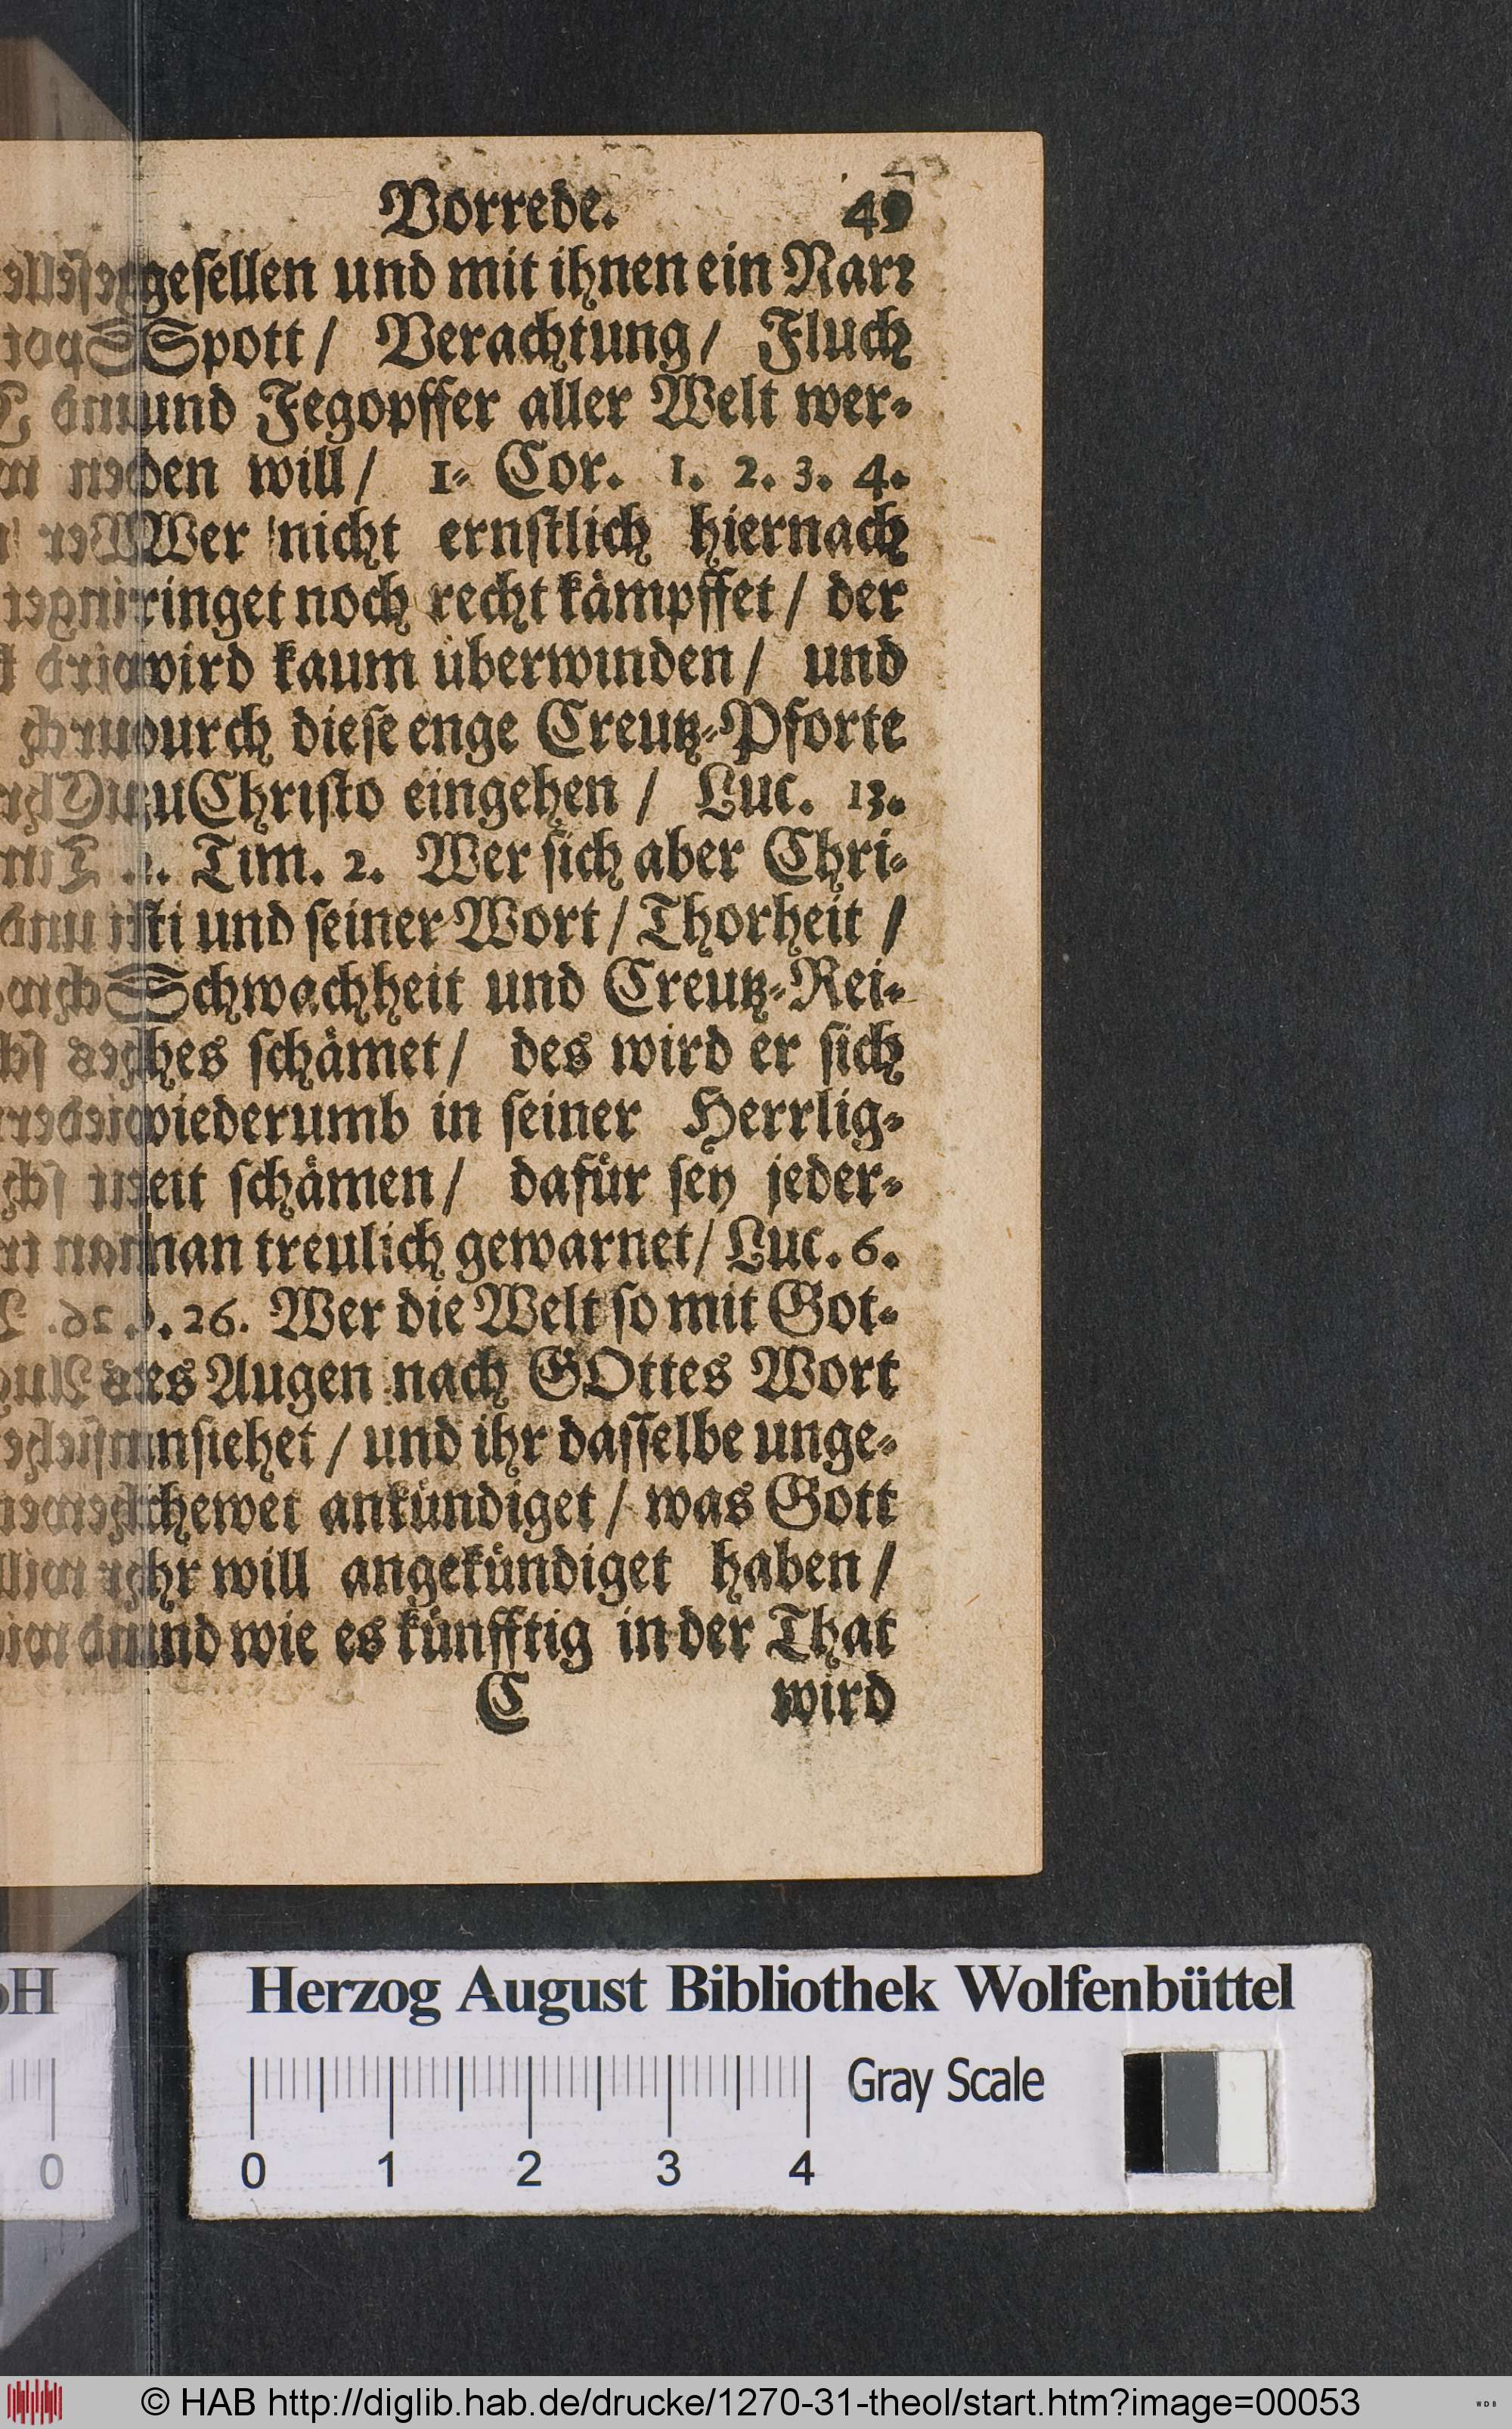 Vorrede. 49
gesellen und mit ihnen ein Narꝛ
Spott / Verachtung / Fluch
und Fegopffer aller Welt wer-
den will / 1. Cor. 1. 2. 3. 4.
Wer nicht ernstlich hiernach
ringet noch recht kämpffet / der
wird kaum überwinden / und
durch diese enge Creutz-Pforte
zu Christo eingehen / Luc. 13.
2. Tim. 2. Wer sich aber Chri-
sti und seiner Wort / Thorheit /
Schwachheit und Creutz-Rei-
ches schämet / des wird er sich
wiederumb in seiner Herrlig-
keit schämen / dafür sey jeder-
man treulich gewarnet / Luc. 6.
v. 26. Wer die Welt so mit Got-
tes Augen nach GOttes Wort
ansiehet / und ihr dasselbe unge-
schewet ankündiget / was Gott
ihr will angekündiget haben /
und wie es künfftig in der That
C wird
Herzog August Bibliothek Wolfenbüttel
Gray Scale
0 1 2 3 4
© HAB http://diglib.hab.de/drucke/1270-31-theol/start.htm?image=00053